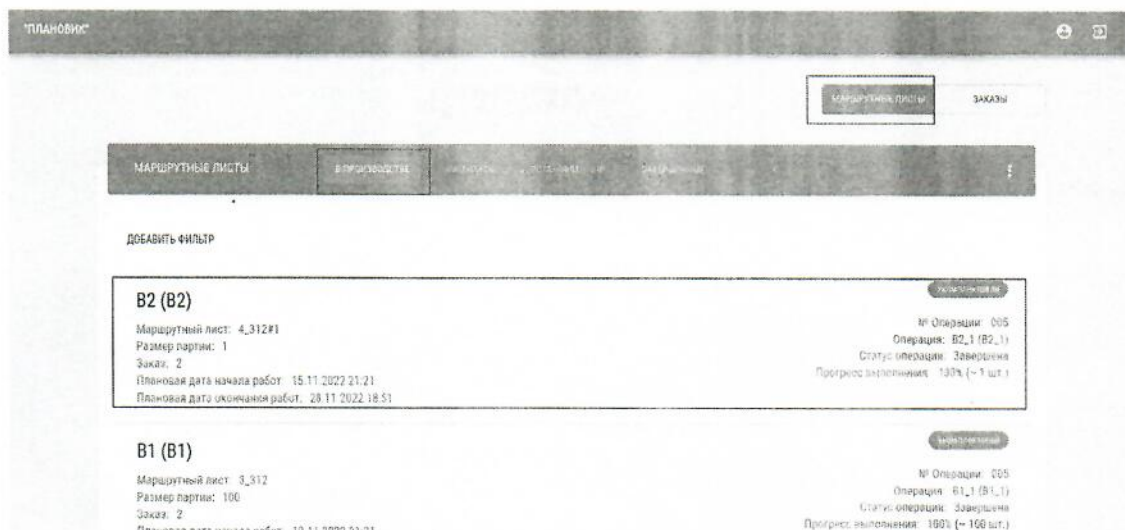 "ПЛАНОВИК"
МАРШРУТНЫЕ ЛИСТЫ ЗАКАЗЫ
МАРШРУТНЫЕ ЛИСТЫ В ПРОИЗВОДСТВЕ
ДОБАВИТЬ ФИЛЬТР
B2 (B2)
Маршрутный лист: 4_312#1
Размер партии: 1
Заказ: 2
Плановая дата начала работ: 15.11.2022 21:21
Плановая дата окончания работ: 28.11.2022 18:51
№ Операции: 005
Операция: B2_1 (B2_1)
Статус операции: Завершена
Прогресс выполнения: 100% (~ 1 шт.)
B1 (B1)
Маршрутный лист: 3_312
Размер партии: 100
Заказ: 2
Плановая дата начала работ:
№ Операции: 005
Операция: B1_1 (B1_1)
Статус операции: Завершена
Прогресс выполнения: 100% (~ 100 шт.)